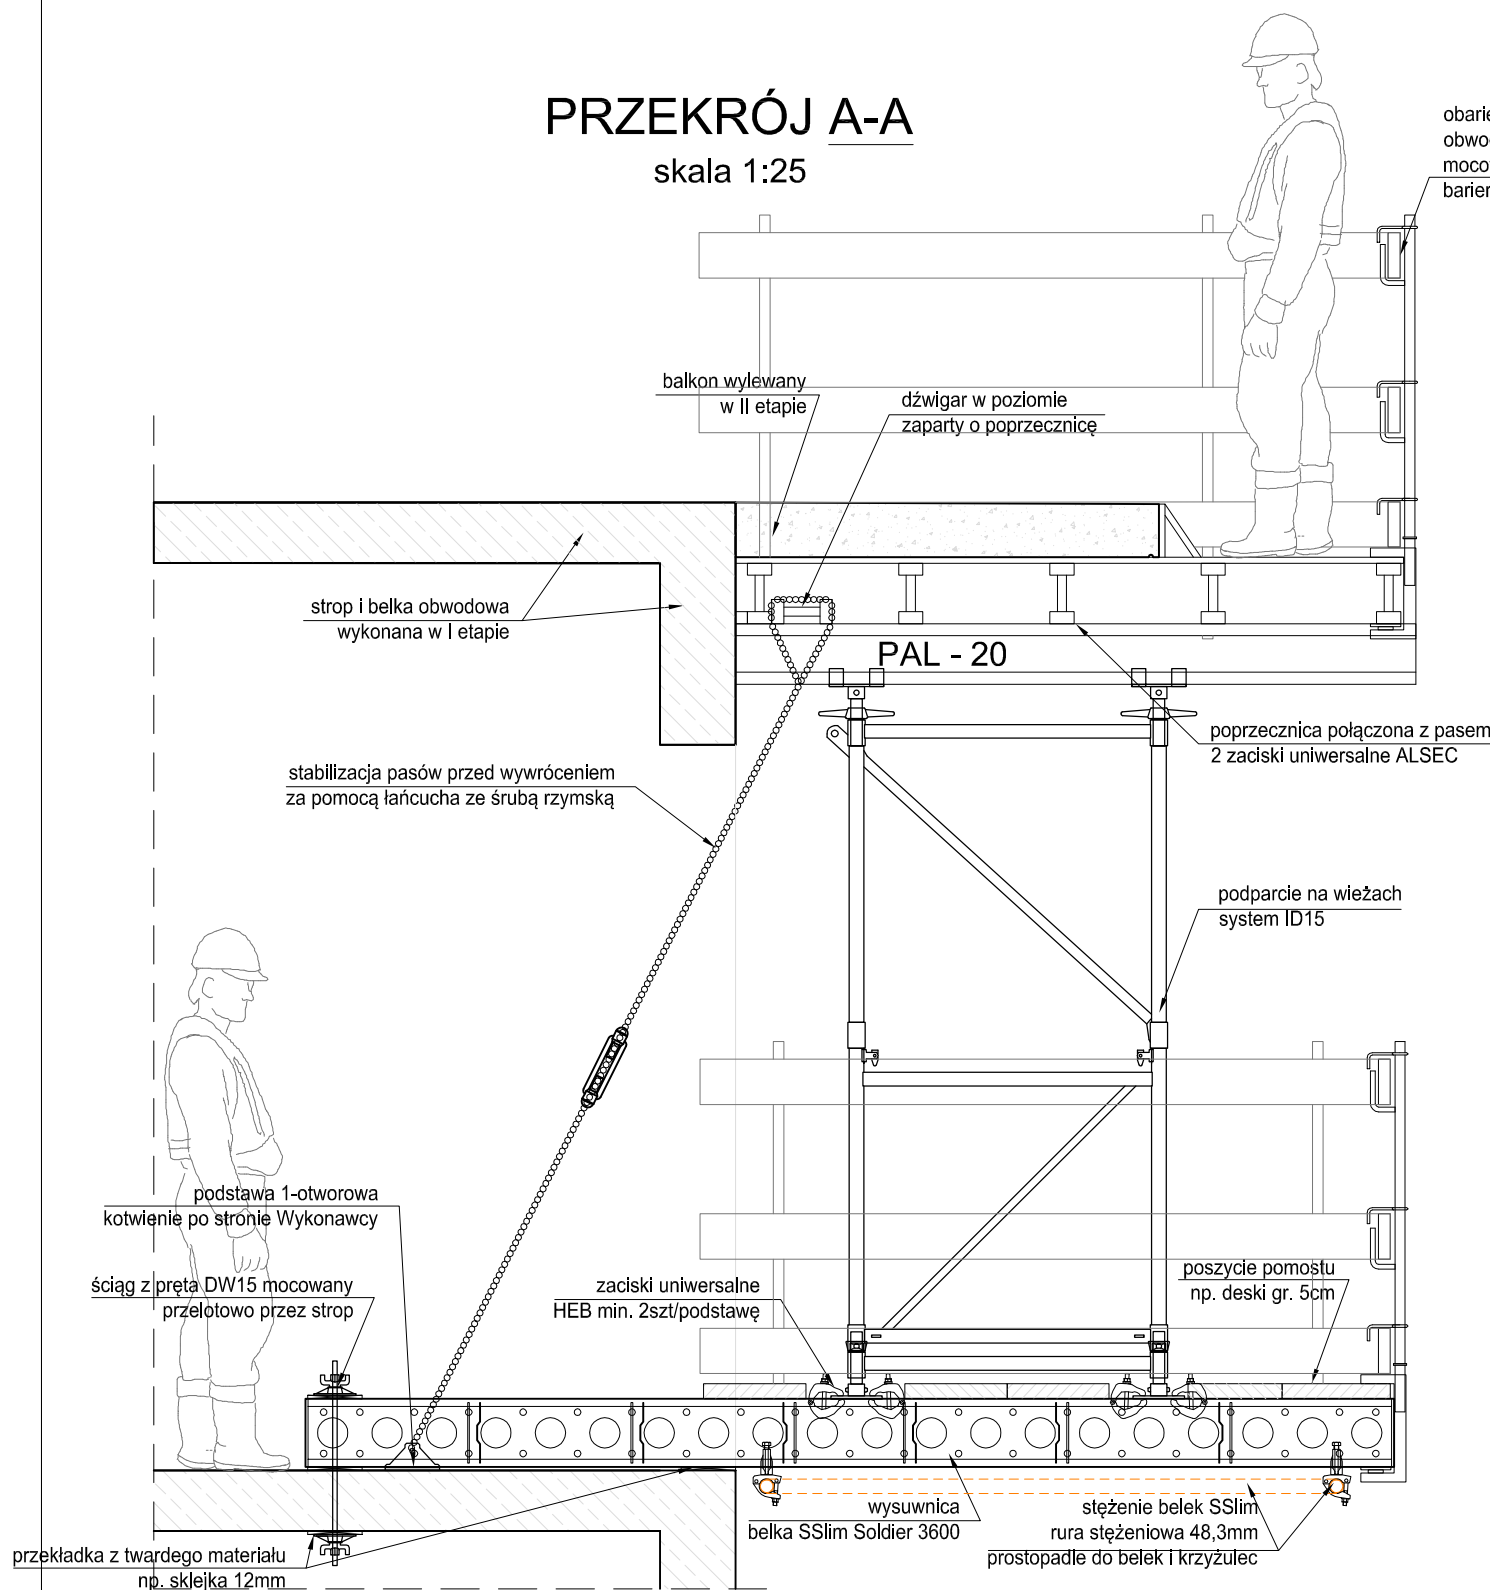 PRZEKRÓJ A-A
skala 1:25
balkon wylewany
w II etapie
dźwigar w poziomie
zaparty o poprzecznicę
strop i belka obwodowa
wykonana w I etapie
PAL - 20
poprzecznica połączona z pasem
2 zaciski uniwersalne ALSEC
stabilizacja pasów przed wywróceniem
za pomocą łańcucha ze śrubą rzymską
podparcie na wieżach
system ID15
podstawa 1-otworowa
kotwienie po stronie Wykonawcy
ściąg z pręta DW15 mocowany
przelotowo przez strop
zaciski uniwersalne
HEB min. 2szt/podstawę
poszycie pomostu
np. deski gr. 5cm
wysuwnica
belka SSlim Soldier 3600
stężenie belek SSlim
rura stężeniowa 48,3mm
prostopadle do belek i krzyżulec
przekładka z twardego materiału
np. sklejka 12mm